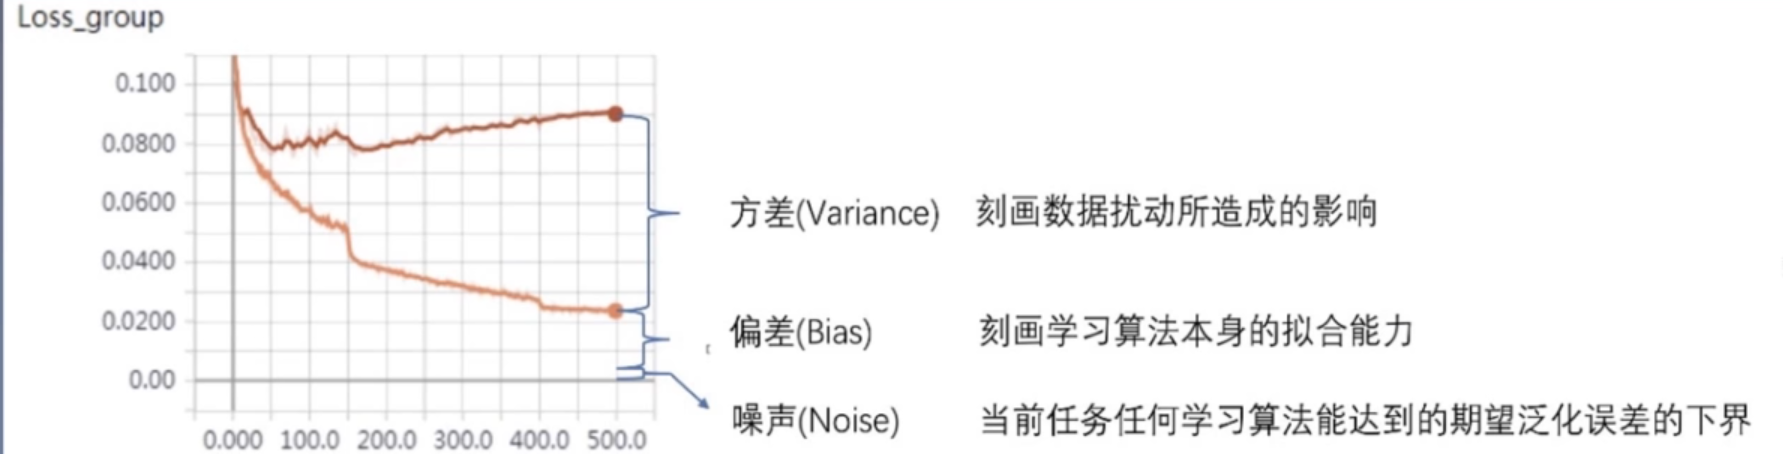 Loss_group
0.100
0.0800
0.0600
0.0400
0.0200
0.00
0.000 100.0 200.0 300.0 400.0 500.0
方差(Variance) 刻画数据扰动所造成的影响
偏差(Bias) 刻画学习算法本身的拟合能力
噪声(Noise) 当前任务任何学习算法能达到的期望泛化误差的下界